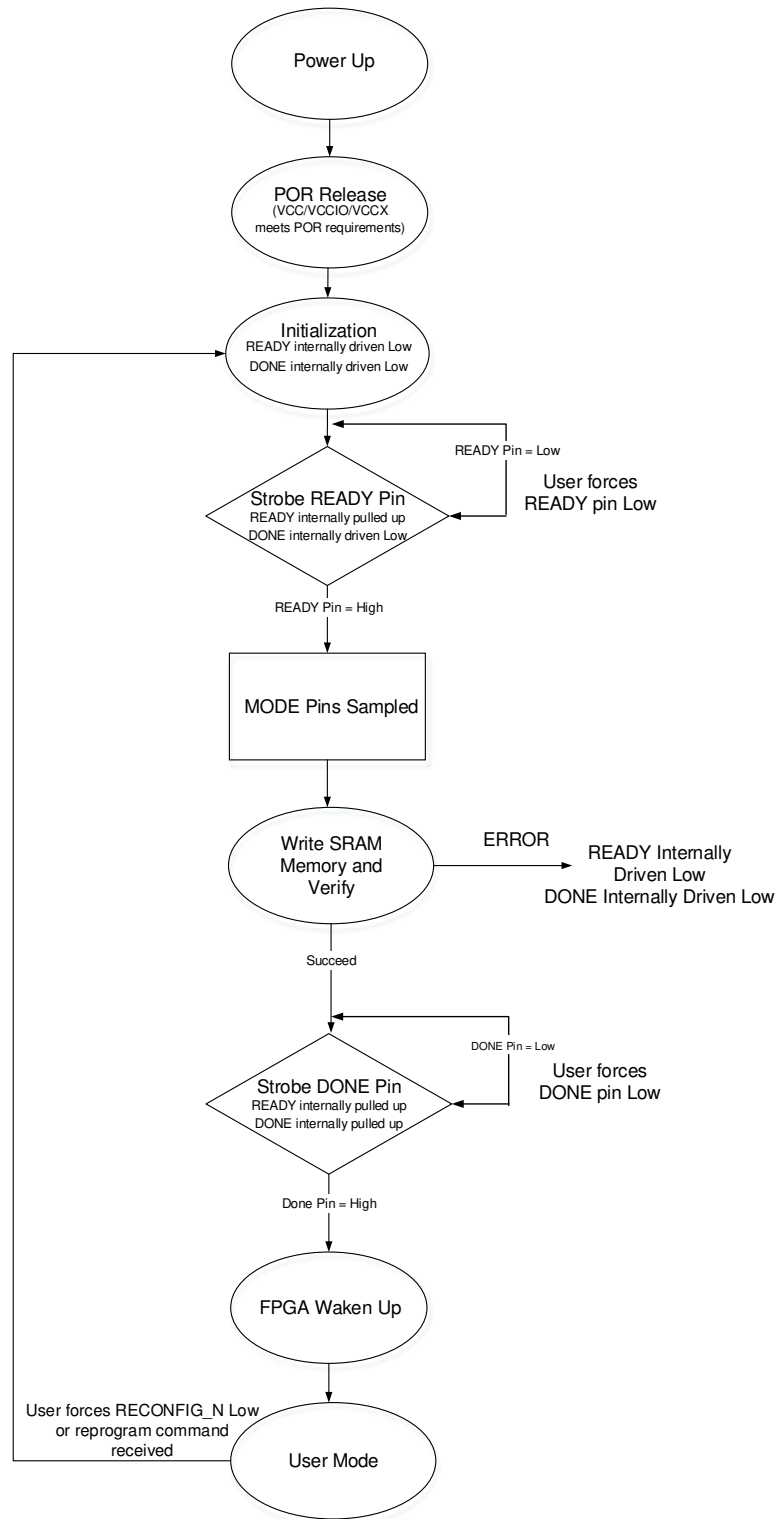 Power Up
POR Release
(VCC/VCCIO/VCCX
meets POR requirements)
Initialization
READY internally driven Low
DONE internally driven Low
READY Pin = Low
User forces
READY pin Low
Strobe READY Pin
READY internally pulled up
DONE internally driven Low
READY Pin = High
MODE Pins Sampled
Write SRAM
Memory and
Verify
ERROR
READY Internally
Driven Low
DONE Internally Driven Low
Succeed
DONE Pin = Low
User forces
DONE pin Low
Strobe DONE Pin
READY internally pulled up
DONE internally pulled up
Done Pin = High
FPGA Waken Up
User forces RECONFIG_N Low
or reprogram command
received
User Mode